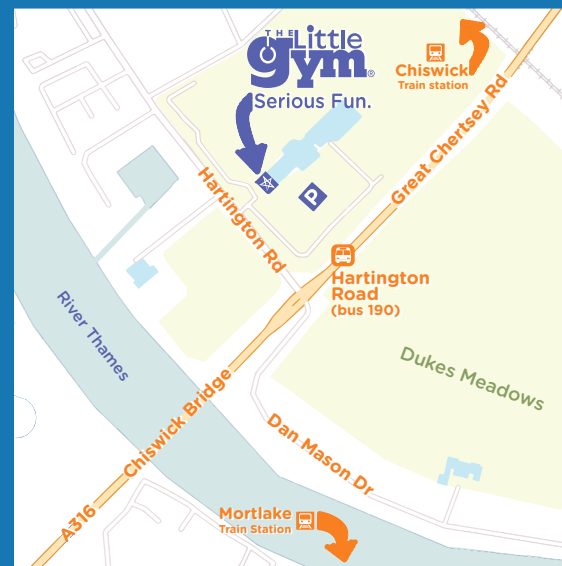 THE
Little
gym®
Serious Fun.
Chiswick
Train station
Great Chertsey Rd
Hartington Rd
P
Hartington
Road
(bus 190)
River Thames
Dukes Meadows
Chiswick Bridge
Dan Mason Dr
A316
Mortlake
Train Station